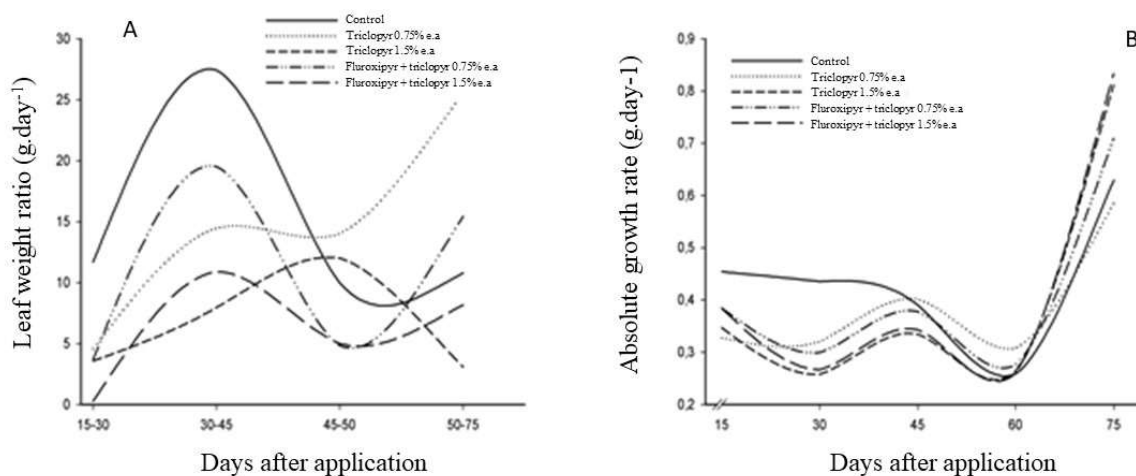 A
Control
Triclopyr 0.75% e.a
Triclopyr 1.5% e.a
Fluroxipyr + triclopyr 0.75% e.a
Fluroxipyr + triclopyr 1.5% e.a
Leaf weight ratio (g.day-1)
30
25
20
15
10
5
0
15-30
30-45
45-50
50-75
Days after application
B
Control
Triclopyr 0.75% e.a
Triclopyr 1.5% e.a
Fluroxipyr + triclopyr 0.75% e.a
Fluroxipyr + triclopyr 1.5% e.a
Absolute growth rate (g.day-1)
0,9
0,8
0,7
0,6
0,5
0,4
0,3
0,2
15
30
45
60
75
Days after application